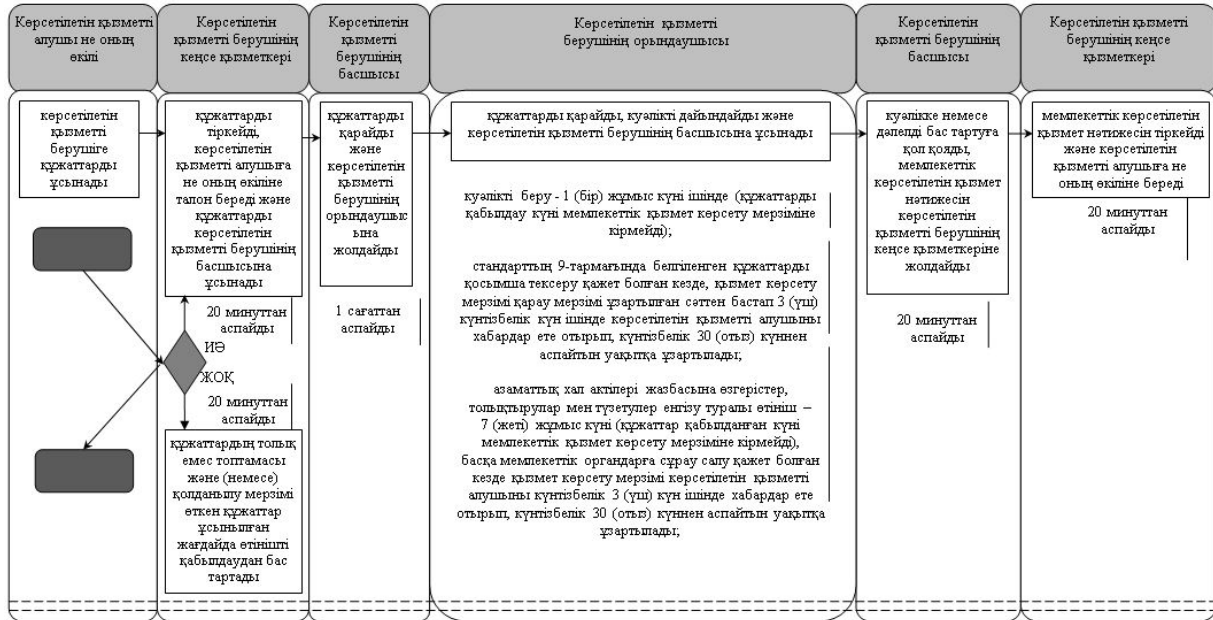 Көрсетілетін қызметті
алушы не оның
өкілі
Көрсетілетін
қызметті берушінің
кеңсе қызметкері
Көрсетілетін
қызметті
берушінің
басшысы
Көрсетілетін қызметті
берушінің орындаушысы
Көрсетілетін
қызметті берушінің
басшысы
Көрсетілетін қызметті
берушінің кеңсе
қызметкері
көрсетілетін
қызметті
берушіге
құжаттарды
ұсынады
құжаттарды
тіркейді,
көрсетілетін
қызметті алушыға
не оның өкіліне
талон береді және
құжаттарды
көрсетілетін
қызметті берушінің
басшысына
ұсынады
20 минуттан
аспайды
ИӘ
ЖОҚ
20 минуттан
аспайды
құжаттардың толық
емес топтамасы
және (немесе)
қолданылу мерзімі
өткен құжаттар
ұсынылған
жағдайда өтінішті
қабылдаудан бас
тартады
құжаттарды
қарайды
және
көрсетілетін
қызметті
берушінің
орындаушыс
ына
жолдайды
1 сағаттан
аспайды
құжаттарды қарайды, куәлікті дайындайды және
көрсетілетін қызметті берушінің басшысына ұсынады
куәлікті беру - 1 (бір) жұмыс күні ішінде (құжаттарды
қабылдау күні мемлекеттік қызмет көрсету мерзіміне
кірмейді);
стандарттың 9-тармағында белгіленген құжаттарды
қосымша тексеру қажет болған кезде, қызмет көрсету
мерзімі қарау мерзімі ұзартылған сәттен бастап 3 (үш)
күнтізбелік күн ішінде көрсетілетін қызметті алушыны
хабардар ете отырып, күнтізбелік 30 (отыз) күннен
аспайтын уақытқа ұзартылады;
азаматтық хал актілері жазбасына өзгерістер,
толықтырулар мен түзетулер енгізу туралы өтініш –
7 (жеті) жұмыс күні (құжаттар қабылданған күні
мемлекеттік қызмет көрсету мерзіміне кірмейді),
басқа мемлекеттік органдарға сұрау салу қажет болған
кезде қызмет көрсету мерзімі көрсетілетін қызметті
алушыны күнтізбелік 3 (үш) күн ішінде хабардар ете
отырып, күнтізбелік 30 (отыз) күннен аспайтын уақытқа
ұзартылады;
куәлікке немесе
дәлелді бас тартуға
қол қояды,
мемлекеттік
көрсетілетін қызмет
нәтижесін
көрсетілетін
қызметті берушінің
кеңсе қызметкеріне
жолдайды
20 минуттан
аспайды
мемлекеттік көрсетілетін
қызмет нәтижесін тіркейді
және көрсетілетін
қызметті алушыға не
оның өкіліне береді
20 минуттан
аспайды